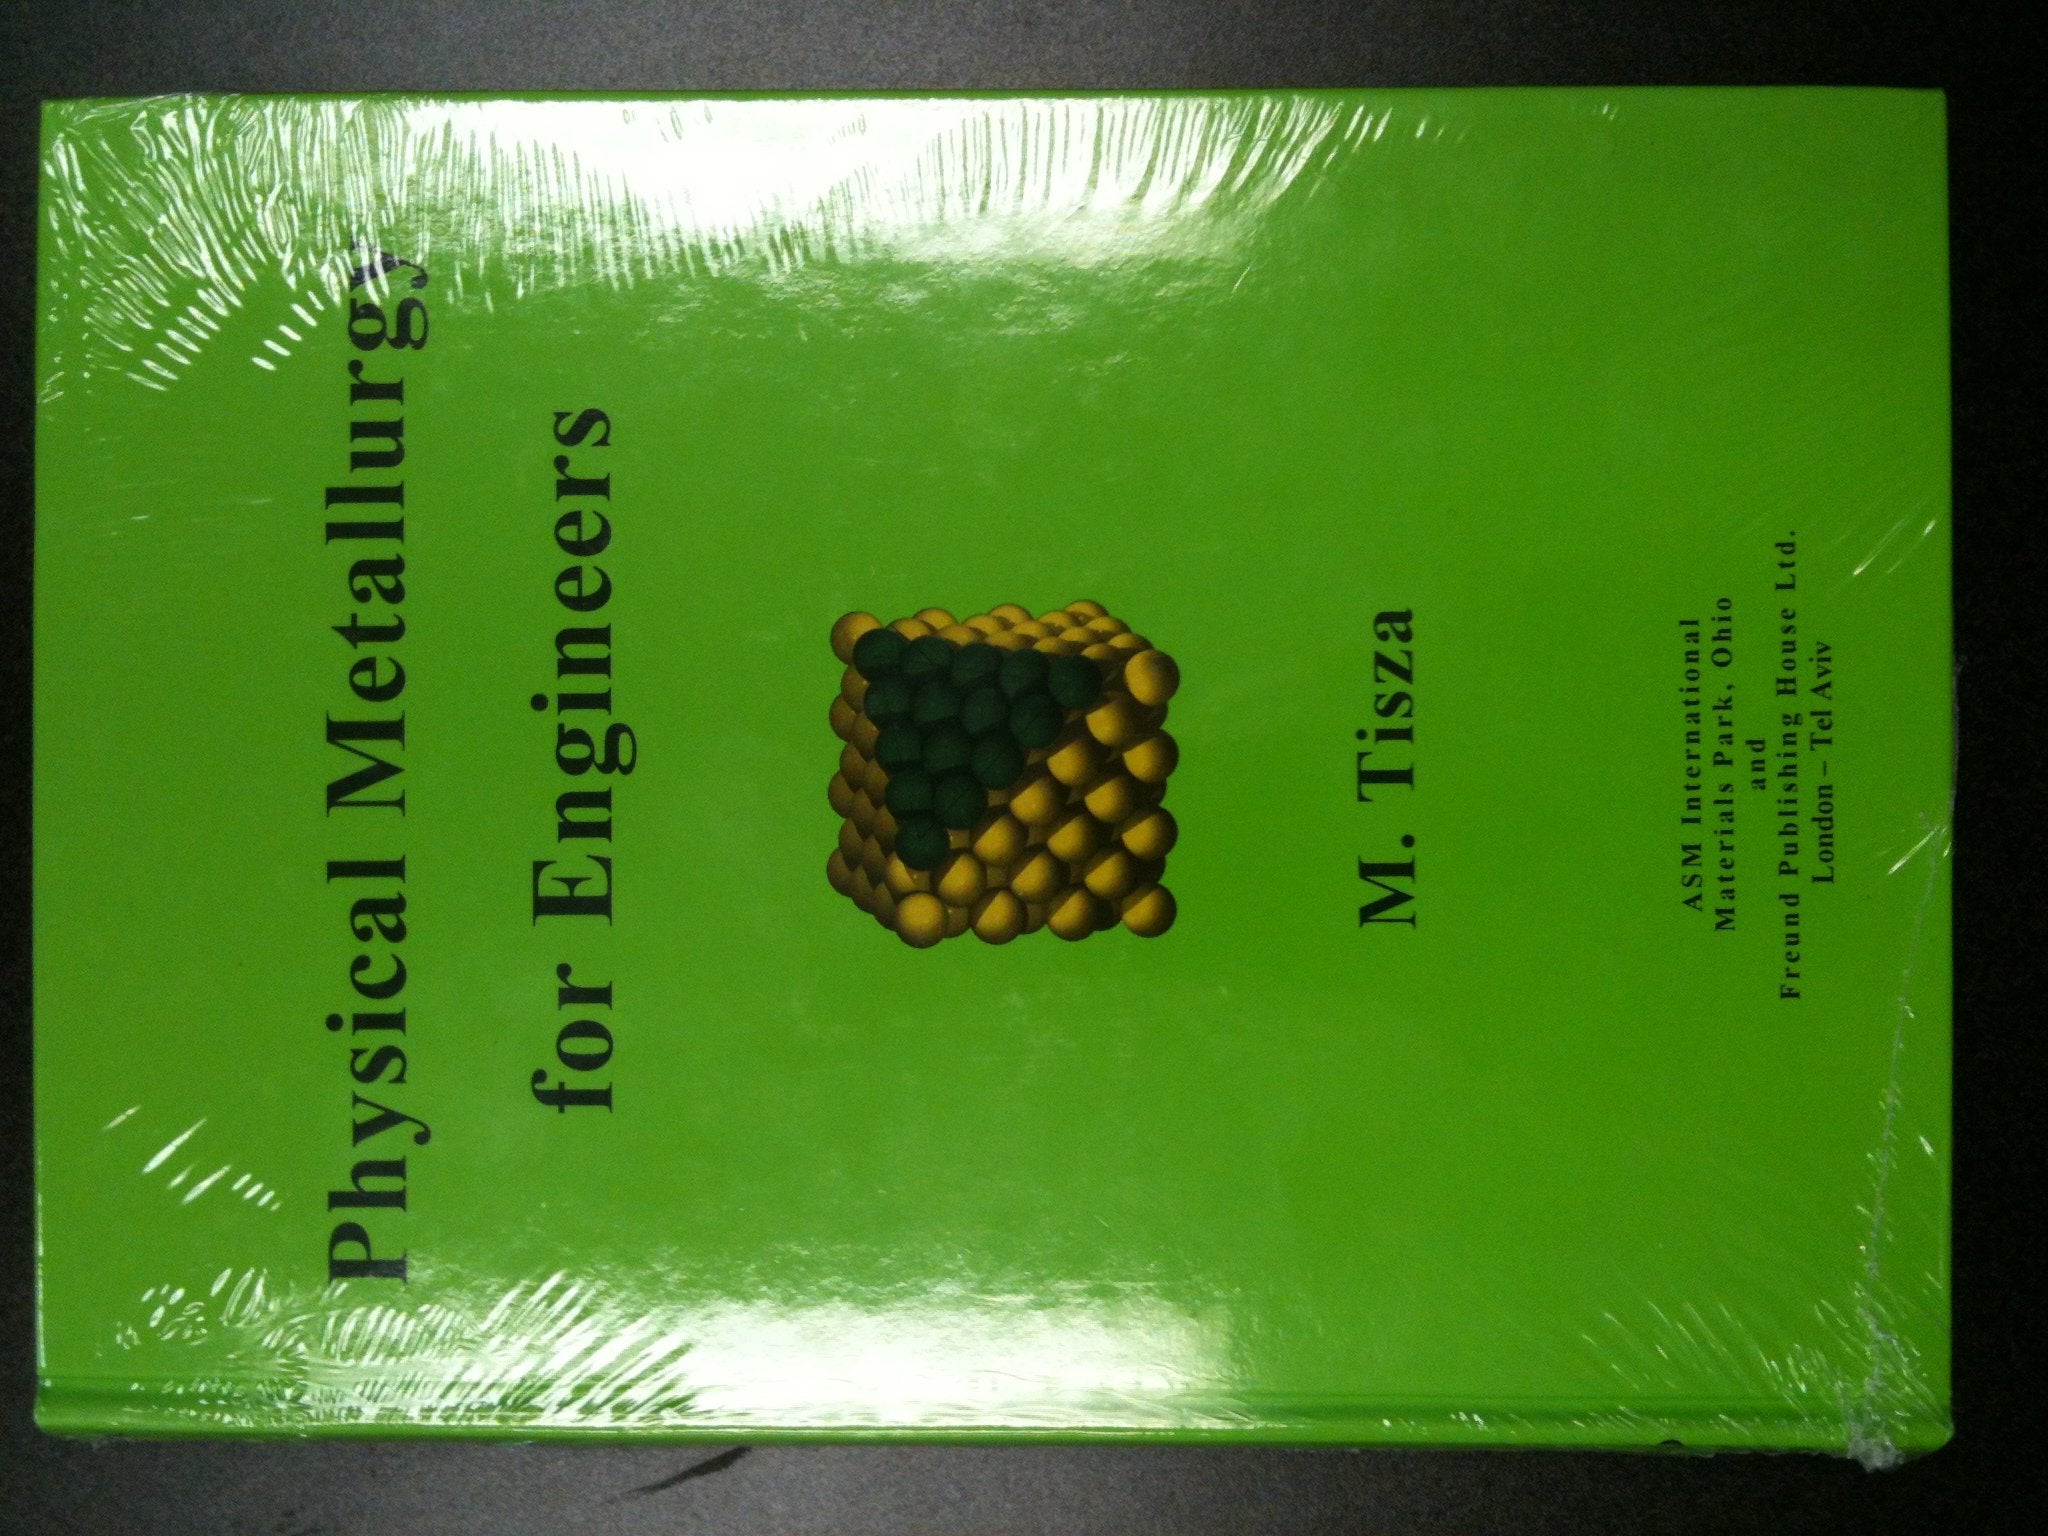 Physical Metallurgy
for Engineers
M. Tisza
ASM International
Materials Park, Ohio
and
Freund Publishing House Ltd.
London – Tel Aviv